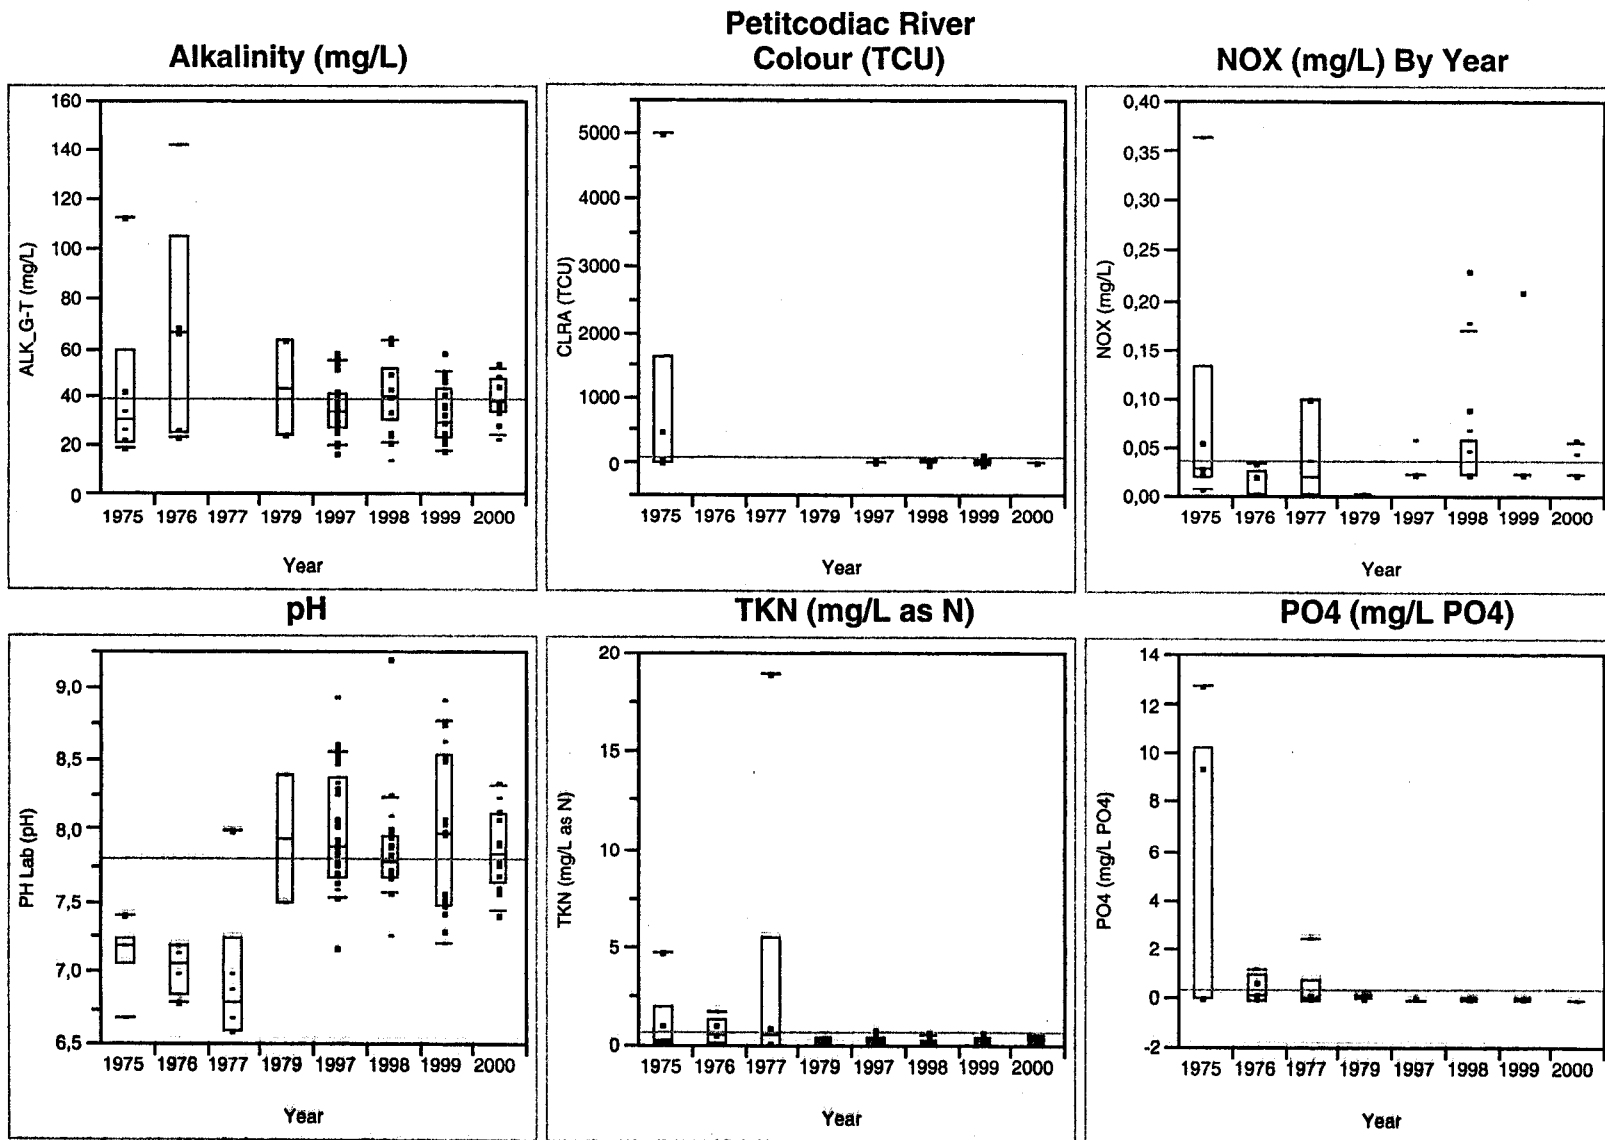 Petitcodiac River
Alkalinity (mg/L)
Colour (TCU)
NOX (mg/L) By Year
160
140
120
100
80
60
40
20
0
ALK_G-T (mg/L)
1975 1976 1977 1979 1997 1998 1999 2000
Year
5000
4000
3000
2000
1000
0
CLRA (TCU)
1975 1976 1977 1979 1997 1998 1999 2000
Year
0,40
0,35
0,30
0,25
0,20
0,15
0,10
0,05
0,00
NOX (mg/L)
1975 1976 1977 1979 1997 1998 1999 2000
Year
pH
TKN (mg/L as N)
PO4 (mg/L PO4)
9,0
8,5
8,0
7,5
7,0
6,5
PH Lab (pH)
1975 1976 1977 1979 1997 1998 1999 2000
Year
20
15
10
5
0
TKN (mg/L as N)
1975 1976 1977 1979 1997 1998 1999 2000
Year
14
12
10
8
6
4
2
0
-2
PO4 (mg/L PO4)
1975 1976 1977 1979 1997 1998 1999 2000
Year